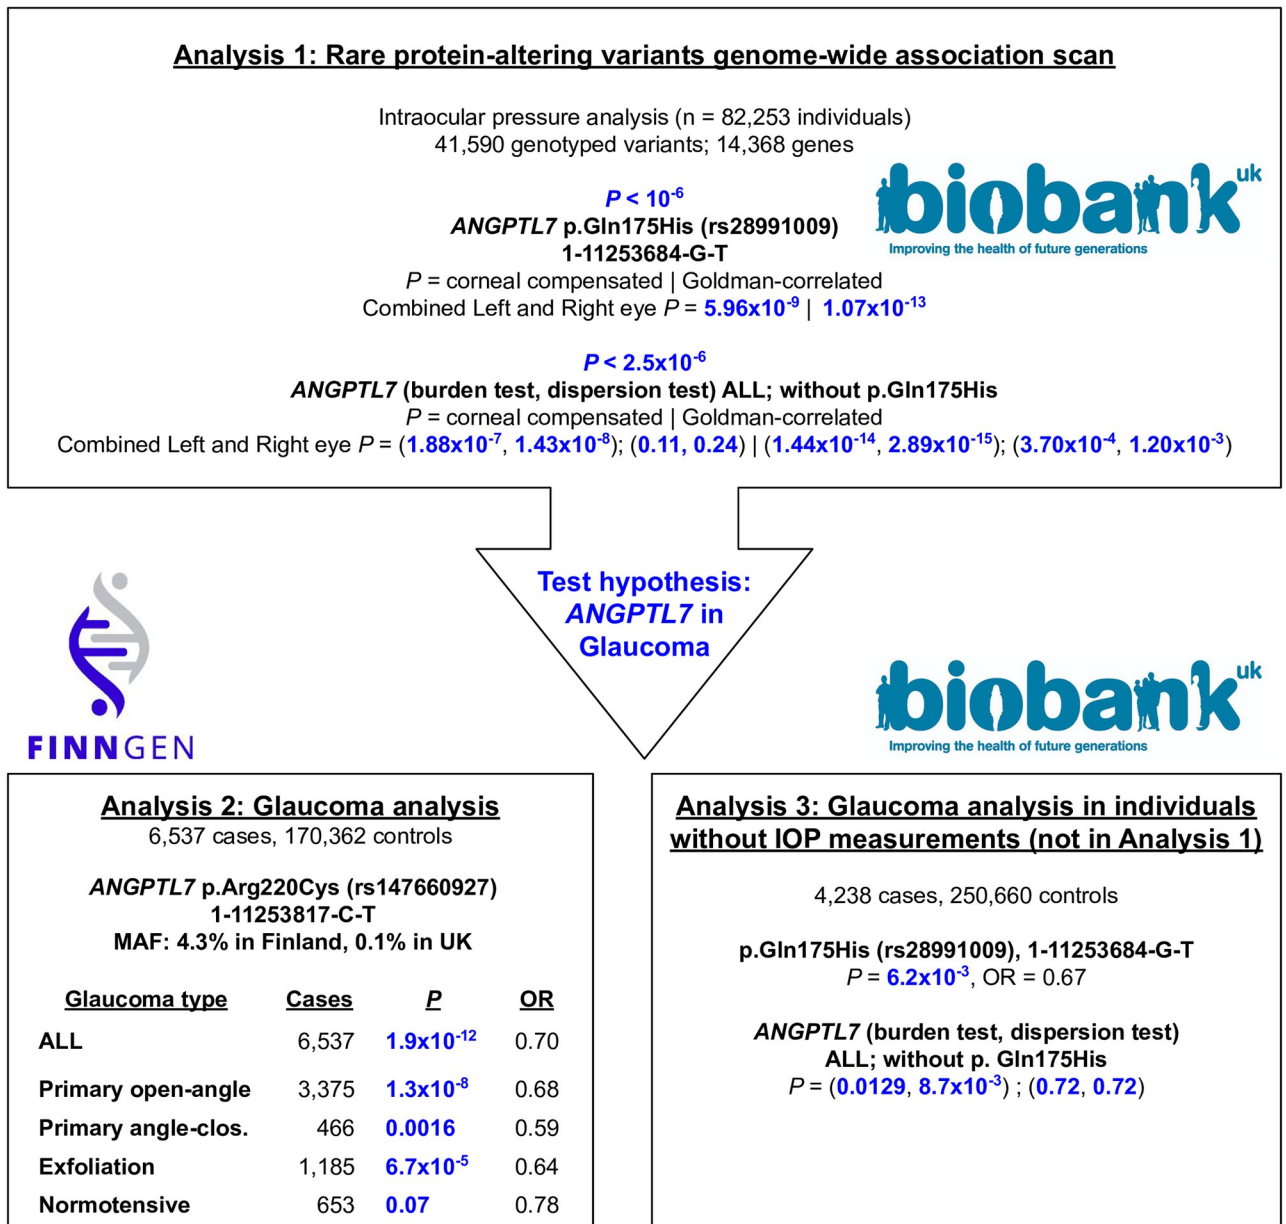 Analysis 1: Rare protein-altering variants genome-wide association scan
Intraocular pressure analysis (n = 82,253 individuals)
41,590 genotyped variants; 14,368 genes
biobank uk
Improving the health of future generations
P < 10⁻⁶
ANGPTL7 p.Gln175His (rs28991009)
1-11253684-G-T
P = corneal compensated | Goldman-correlated
Combined Left and Right eye P = 5.96x10⁻⁹ | 1.07x10⁻¹³
P < 2.5x10⁻⁶
ANGPTL7 (burden test, dispersion test) ALL; without p.Gln175His
P = corneal compensated | Goldman-correlated
Combined Left and Right eye P = (1.88x10⁻⁷, 1.43x10⁻⁸); (0.11, 0.24) | (1.44x10⁻¹⁴, 2.89x10⁻¹⁵); (3.70x10⁻⁴, 1.20x10⁻³)
Test hypothesis:
ANGPTL7 in
Glaucoma
FINNGEN
biobank uk
Improving the health of future generations
Analysis 2: Glaucoma analysis
6,537 cases, 170,362 controls
ANGPTL7 p.Arg220Cys (rs147660927)
1-11253817-C-T
MAF: 4.3% in Finland, 0.1% in UK
Glaucoma type Cases P OR
ALL 6,537 1.9x10⁻¹² 0.70
Primary open-angle 3,375 1.3x10⁻⁸ 0.68
Primary angle-clos. 466 0.0016 0.59
Exfoliation 1,185 6.7x10⁻⁵ 0.64
Normotensive 653 0.07 0.78
Analysis 3: Glaucoma analysis in individuals
without IOP measurements (not in Analysis 1)
4,238 cases, 250,660 controls
p.Gln175His (rs28991009), 1-11253684-G-T
P = 6.2x10⁻³, OR = 0.67
ANGPTL7 (burden test, dispersion test)
ALL; without p. Gln175His
P = (0.0129, 8.7x10⁻³) ; (0.72, 0.72)